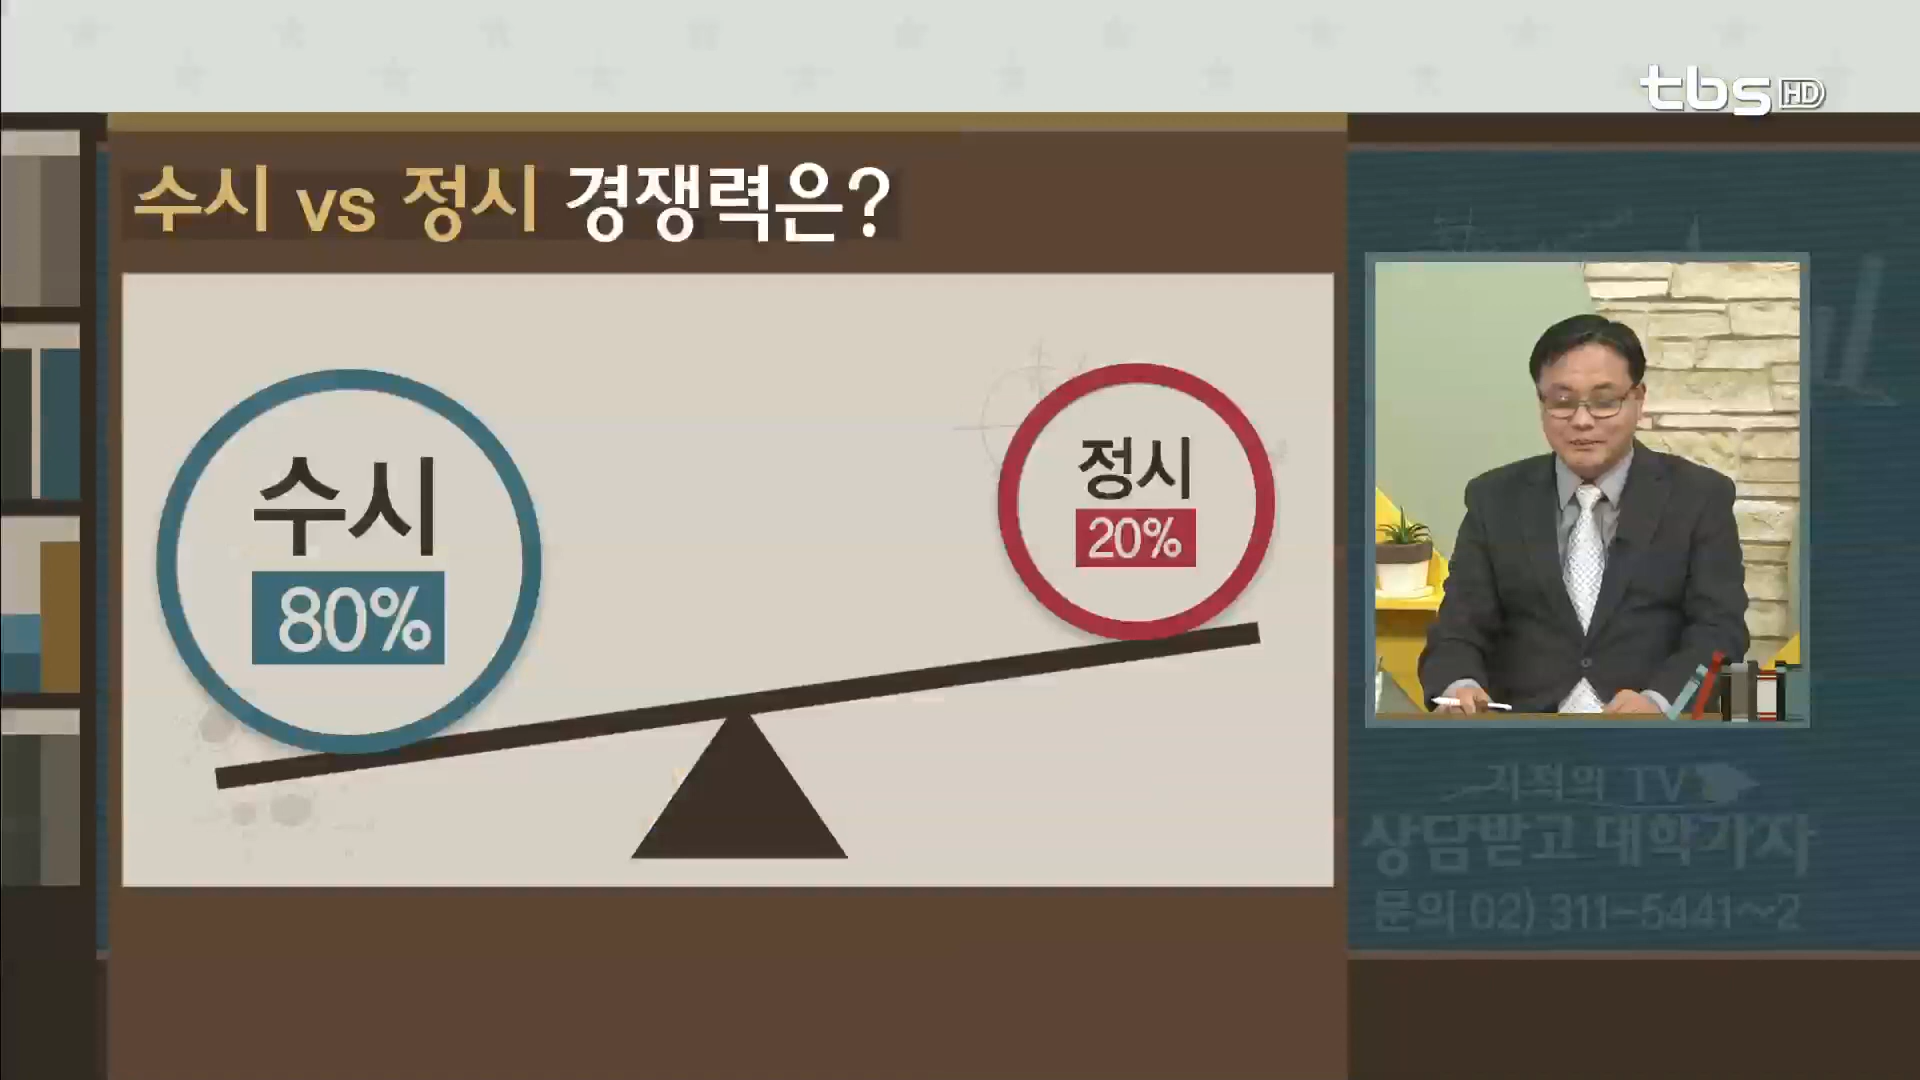 tbs HD
수시 vs 정시 경쟁력은?
수시
80%
정시
20%
기적의 TV
상담받고 대학가자
문의 02) 311-5441~2